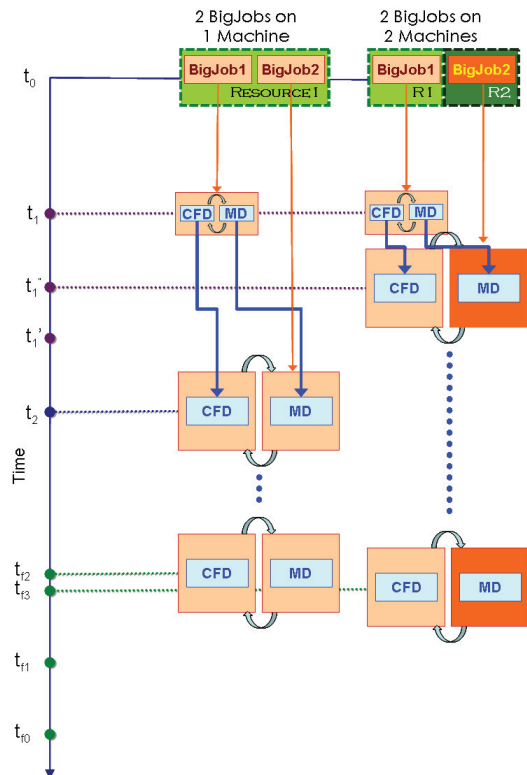 2 BigJobs on
1 Machine
2 BigJobs on
2 Machines
t0
BigJob1
BigJob2
BigJob1
BigJob2
RESOURCE1
R1
R2
t1
CFD
MD
CFD
MD
t1"
CFD
MD
t1'
t2
CFD
MD
Time
tf2
CFD
MD
tf3
CFD
MD
tf1
tf0